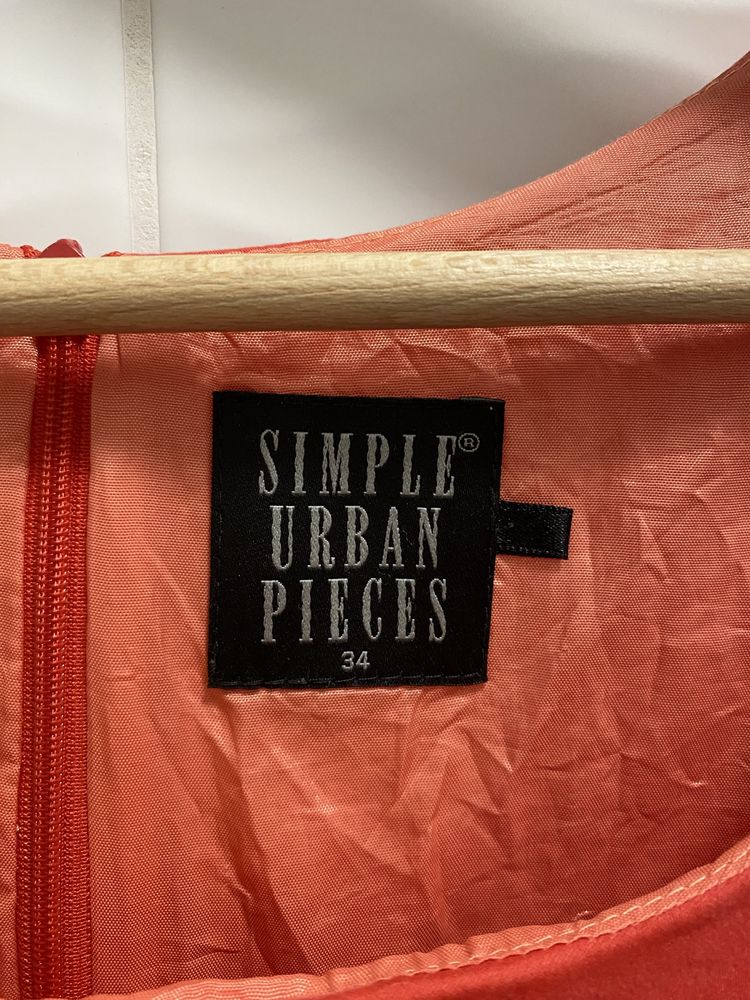 SIMPLE®
URBAN
PIECES
34